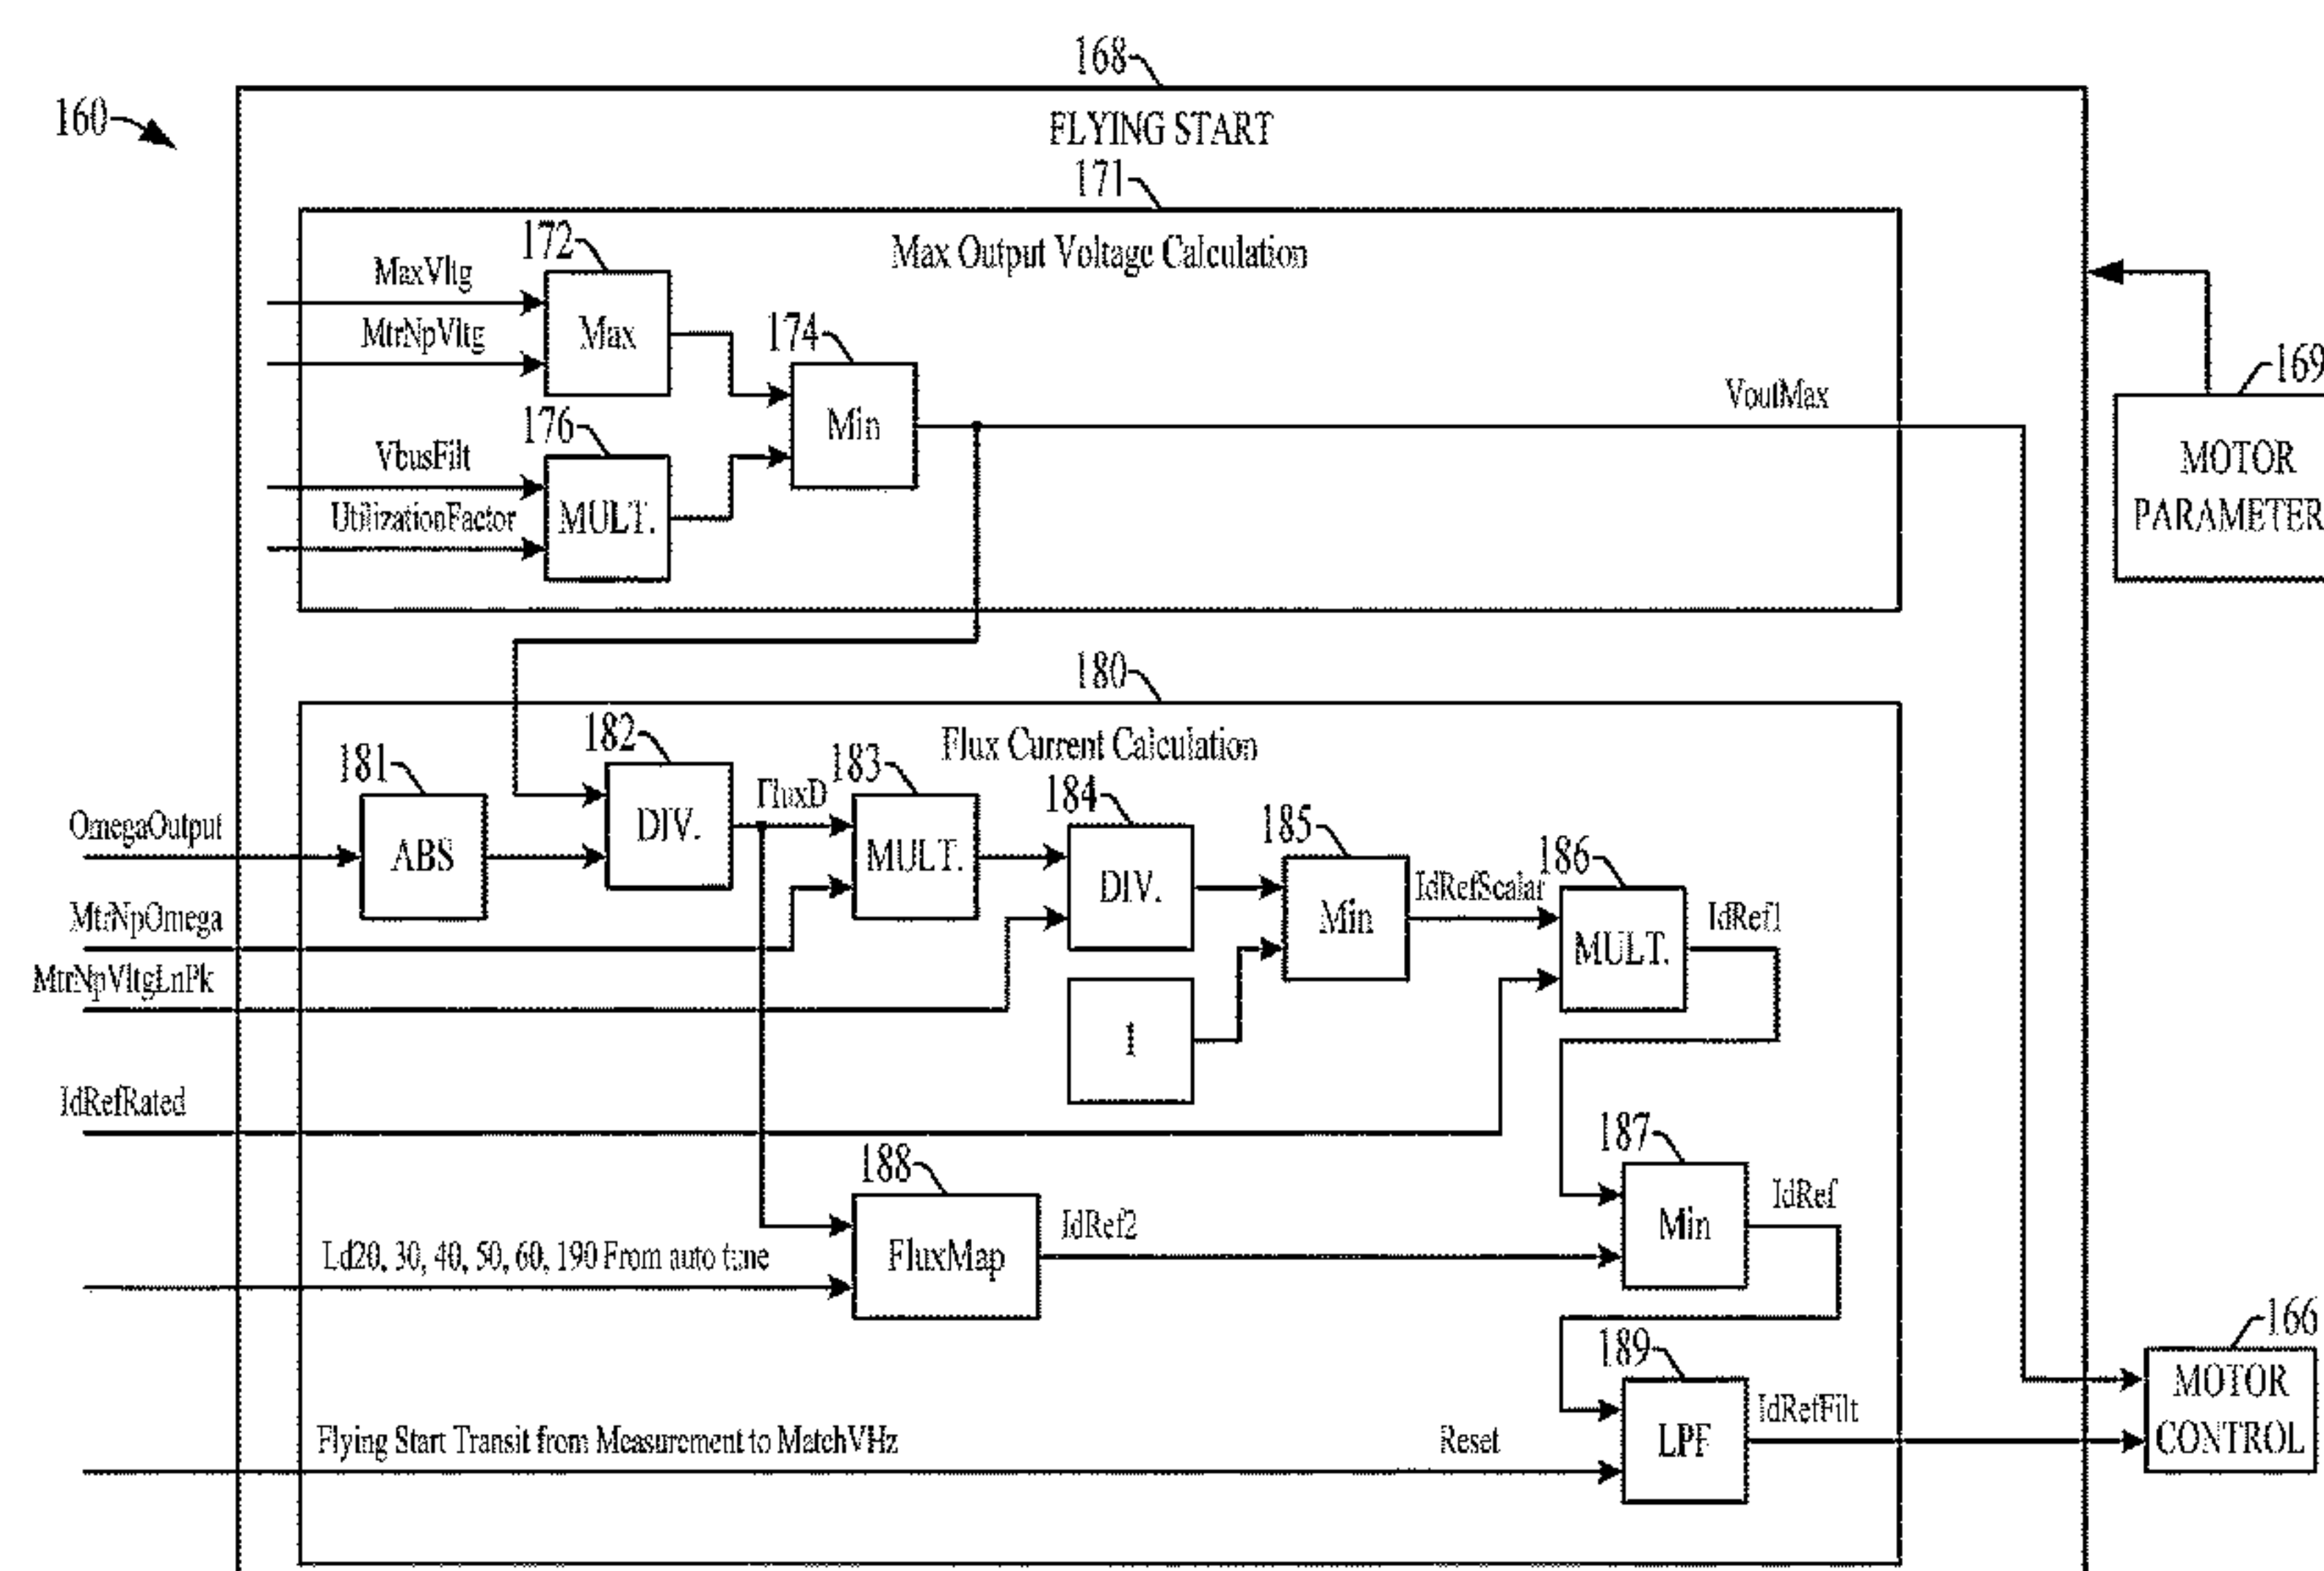 168
160
FLYING START
171
Max Output Voltage Calculation
172
MaxVltg
MtrNpVltg
Max
174
Min
VoutMax
169
MOTOR
PARAMETER
176
VbusFilt
UtilizationFactor
MULT.
180
Flux Current Calculation
181
182
183
184
185
186
OmegaOutput
ABS
DIV.
FluxD
MULT.
DIV.
Min
IdRefScalar
MULT.
IdRef1
MtrNpOmega
MtrNpVltgLnPk
1
IdRefRated
187
188
Min
IdRef
Ld20, 30, 40, 50, 60, 190 From auto tune
FluxMap
IdRef2
166
189
MOTOR
CONTROL
Flying Start Transit from Measurement to MatchVHz
Reset
LPF
IdRefFilt